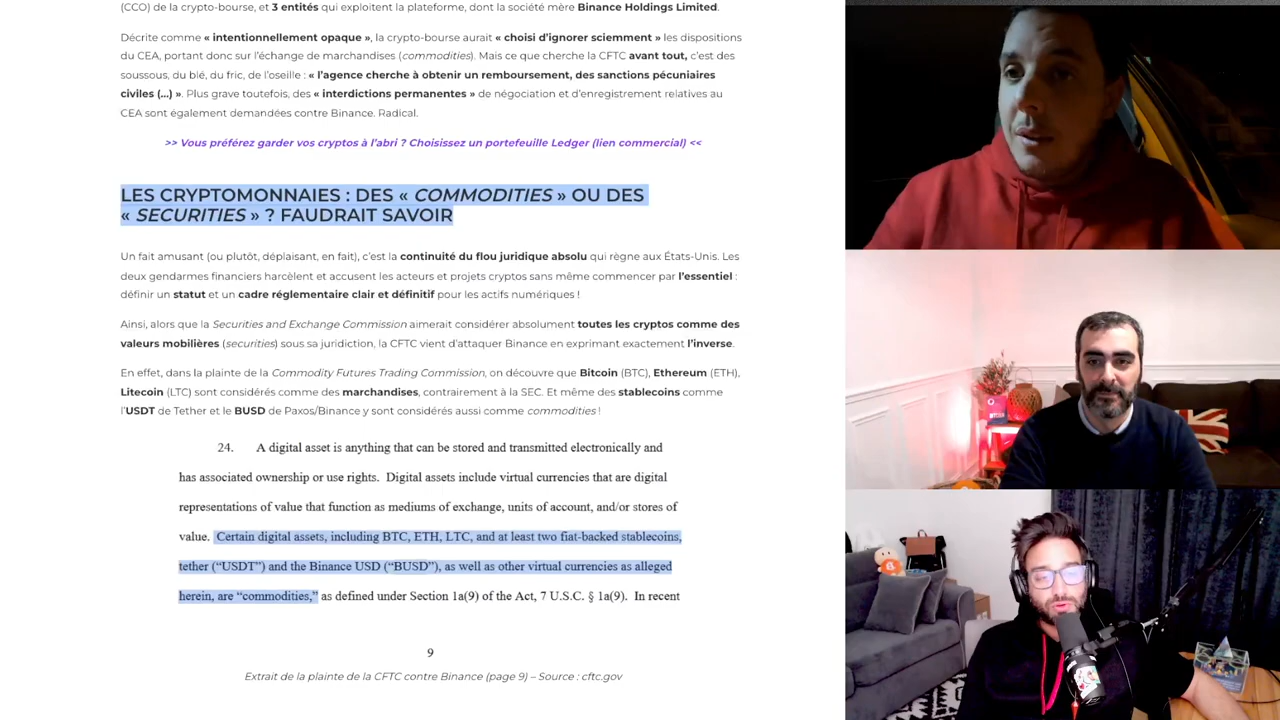 (CCO) de la crypto-bourse, et 3 entités qui exploitent la plateforme, dont la société mère Binance Holdings Limited.
Décrite comme « intentionnellement opaque », la crypto-bourse aurait « choisi d’ignorer sciemment » les dispositions
du CEA, portant donc sur l’échange de marchandises (commodities). Mais ce que cherche la CFTC avant tout, c’est des
soussous, du blé, du fric, de l’oseille : « l’agence cherche à obtenir un remboursement, des sanctions pécuniaires
civiles (…) ». Plus grave toutefois, des « interdictions permanentes » de négociation et d’enregistrement relatives au
CEA sont également demandées contre Binance. Radical.
>> Vous préférez garder vos cryptos à l’abri ? Choisissez un portefeuille Ledger (lien commercial) <<
LES CRYPTOMONNAIES : DES « COMMODITIES » OU DES
« SECURITIES » ? FAUDRAIT SAVOIR
Un fait amusant (ou plutôt, déplaisant, en fait), c’est la continuité du flou juridique absolu qui règne aux États-Unis. Les
deux gendarmes financiers harcèlent et accusent les acteurs et projets cryptos sans même commencer par l’essentiel :
définir un statut et un cadre réglementaire clair et définitif pour les actifs numériques !
Ainsi, alors que la Securities and Exchange Commission aimerait considérer absolument toutes les cryptos comme des
valeurs mobilières (securities) sous sa juridiction, la CFTC vient d’attaquer Binance en exprimant exactement l’inverse.
En effet, dans la plainte de la Commodity Futures Trading Commission, on découvre que Bitcoin (BTC), Ethereum (ETH),
Litecoin (LTC) sont considérés comme des marchandises, contrairement à la SEC. Et même des stablecoins comme
l’USDT de Tether et le BUSD de Paxos/Binance y sont considérés aussi comme commodities !
24. A digital asset is anything that can be stored and transmitted electronically and
has associated ownership or use rights. Digital assets include virtual currencies that are digital
representations of value that function as mediums of exchange, units of account, and/or stores of
value. Certain digital assets, including BTC, ETH, LTC, and at least two fiat-backed stablecoins,
tether (“USDT”) and the Binance USD (“BUSD”), as well as other virtual currencies as alleged
herein, are “commodities,” as defined under Section 1a(9) of the Act, 7 U.S.C. § 1a(9). In recent
9
Extrait de la plainte de la CFTC contre Binance (page 9) – Source : cftc.gov